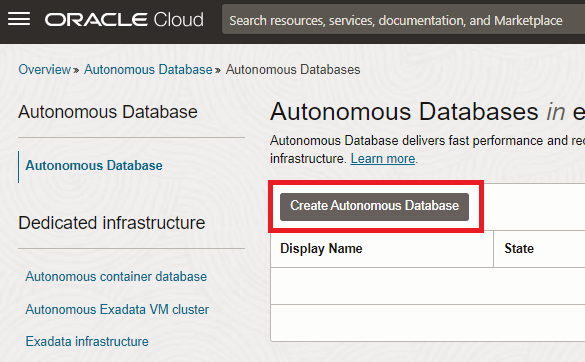 ORACLE Cloud
Search resources, services, documentation, and Marketplace
Overview » Autonomous Database » Autonomous Databases
Autonomous Database
Autonomous Database
Dedicated infrastructure
Autonomous container database
Autonomous Exadata VM cluster
Exadata infrastructure
Autonomous Databases in e
Autonomous Database delivers fast performance and rec
infrastructure. Learn more.
Create Autonomous Database
Display Name
State